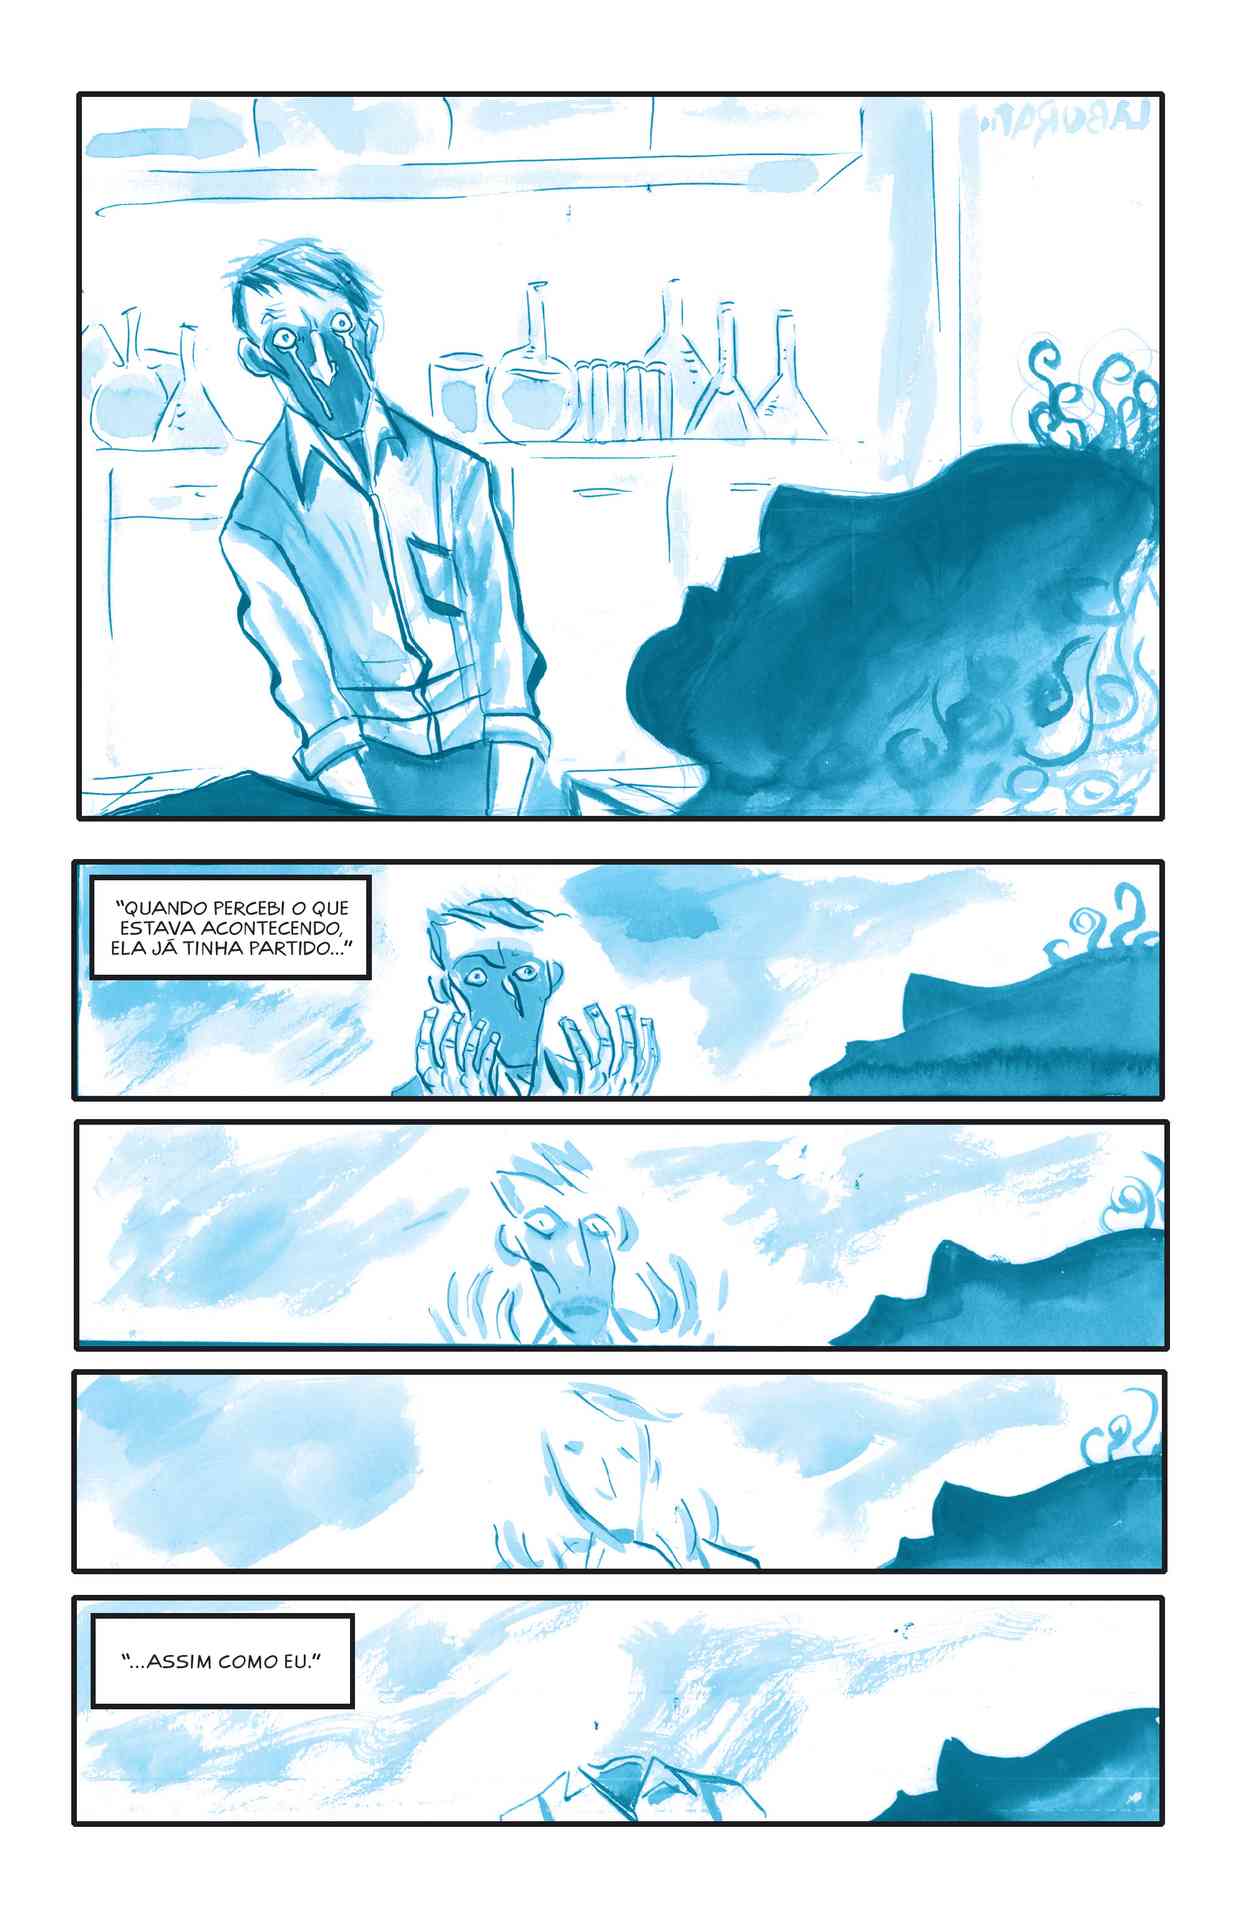 "QUANDO PERCEBI O QUE
ESTAVA ACONTECENDO,
ELA JÁ TINHA PARTIDO..."
"...ASSIM COMO EU."